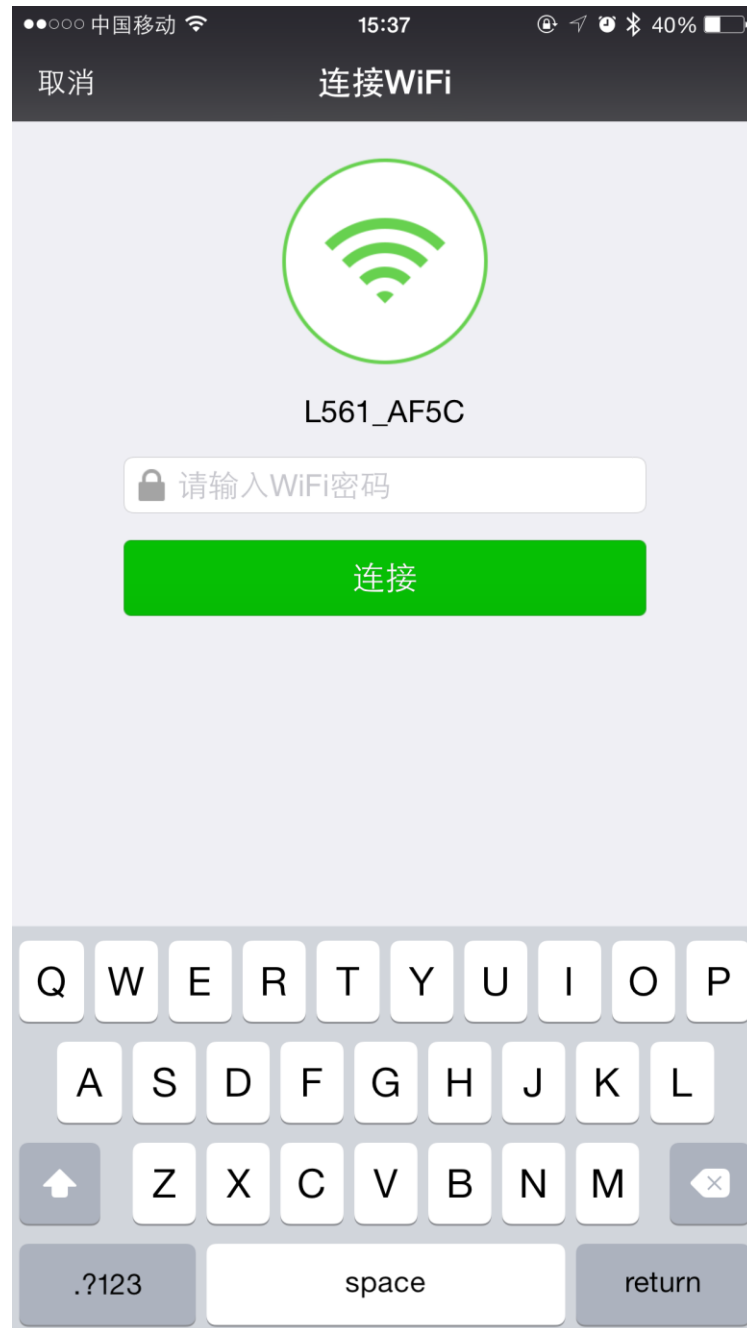 中国移动 15:37 40%
取消 连接WiFi
L561_AF5C
请输入WiFi密码
连接
Q W E R T Y U I O P
A S D F G H J K L
Z X C V B N M
.?123 space return